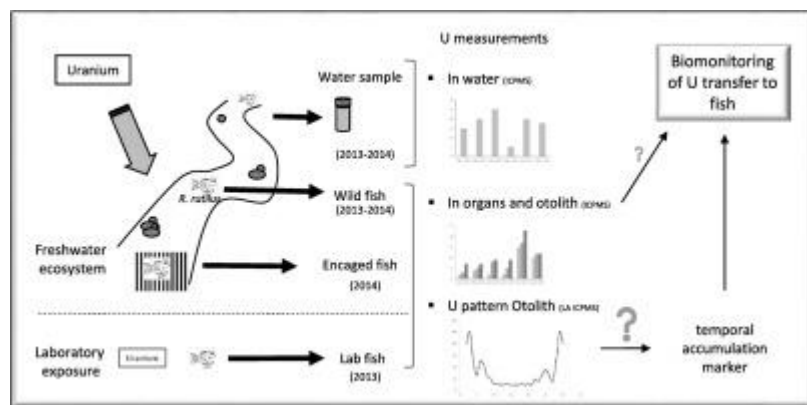 U measurements
Uranium
Water sample
(2013-2014)
In water (ICPMS)
Biomonitoring
of U transfer to
fish
?
R. rutilus
Wild fish
(2013-2014)
In organs and otolith (ICPMS)
Freshwater
ecosystem
Encaged fish
(2014)
U pattern Otolith (LA ICPMS)
?
temporal
accumulation
marker
Laboratory
exposure
Uranium
Lab fish
(2013)